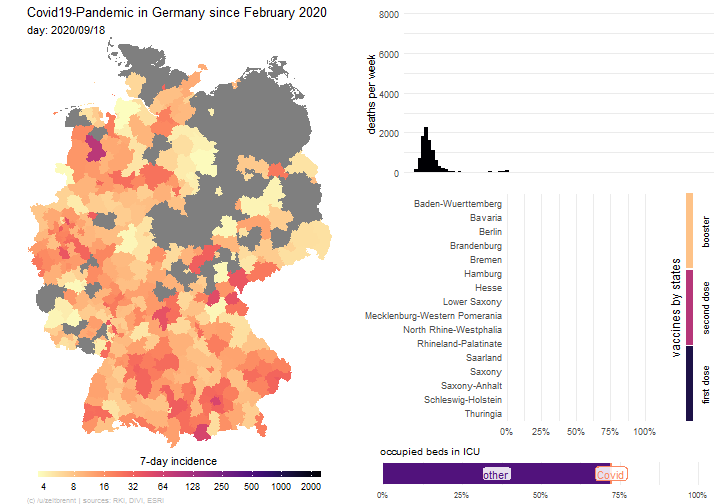 Covid19-Pandemic in Germany since February 2020
day: 2020/09/18
7-day incidence
4 8 16 32 64 128 256 500 1000 2000
(c) /u/zeitbrennt | sources: RKI, DIVI, ESRI
deaths per week
8000
6000
4000
2000
0
Baden-Wuerttemberg
Bavaria
Berlin
Brandenburg
Bremen
Hamburg
Hesse
Lower Saxony
Mecklenburg-Western Pomerania
North Rhine-Westphalia
Rhineland-Palatinate
Saarland
Saxony
Saxony-Anhalt
Schleswig-Holstein
Thuringia
0% 25% 50% 75% 100%
vaccines by states
booster
second dose
first dose
occupied beds in ICU
other Covid
0% 25% 50% 75% 100%